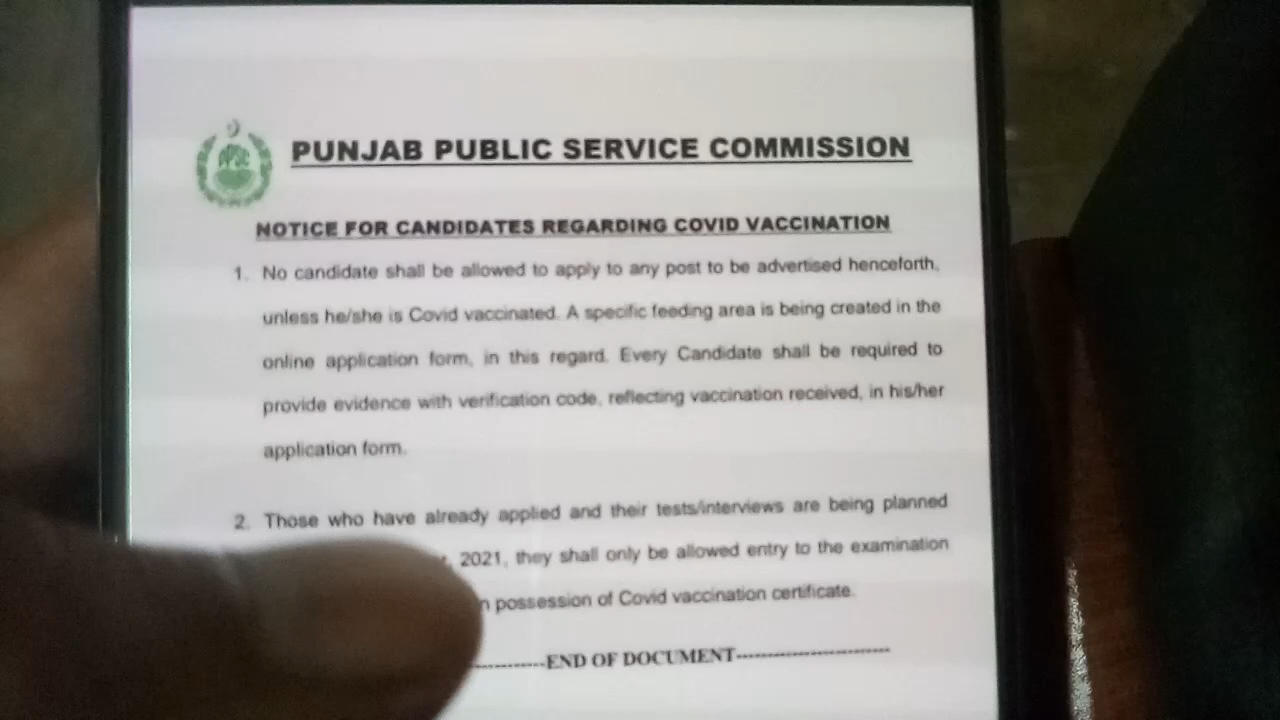 PUNJAB PUBLIC SERVICE COMMISSION
NOTICE FOR CANDIDATES REGARDING COVID VACCINATION
1. No candidate shall be allowed to apply to any post to be advertised henceforth,
unless he/she is Covid vaccinated. A specific feeding area is being created in the
online application form, in this regard. Every Candidate shall be required to
provide evidence with verification code, reflecting vaccination received, in his/her
application form.
2. Those who have already applied and their tests/interviews are being planned
, 2021, they shall only be allowed entry to the examination
possession of Covid vaccination certificate.
------------END OF DOCUMENT--------------------------